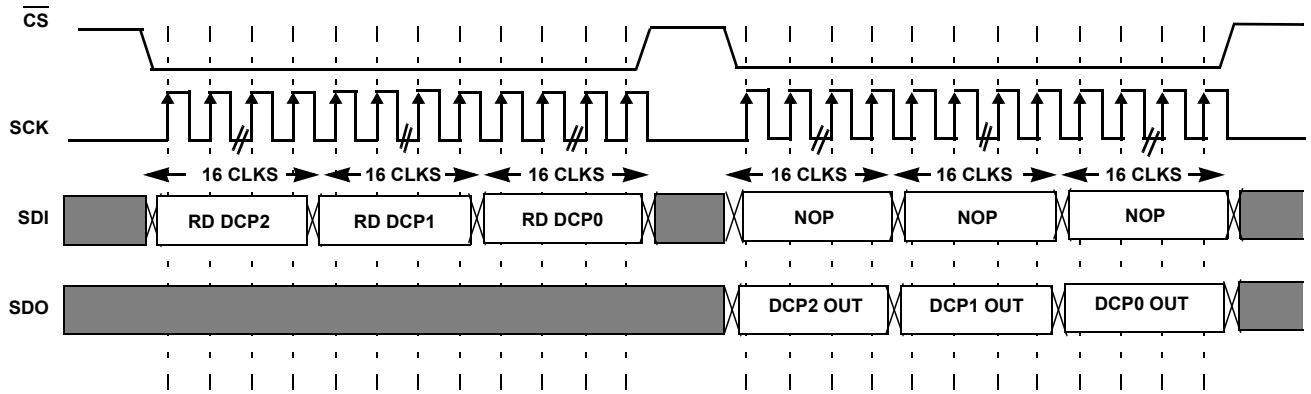 CS
SCK
16 CLKS 16 CLKS 16 CLKS 16 CLKS 16 CLKS 16 CLKS
SDI RD DCP2 RD DCP1 RD DCP0 NOP NOP NOP
SDO DCP2 OUT DCP1 OUT DCP0 OUT